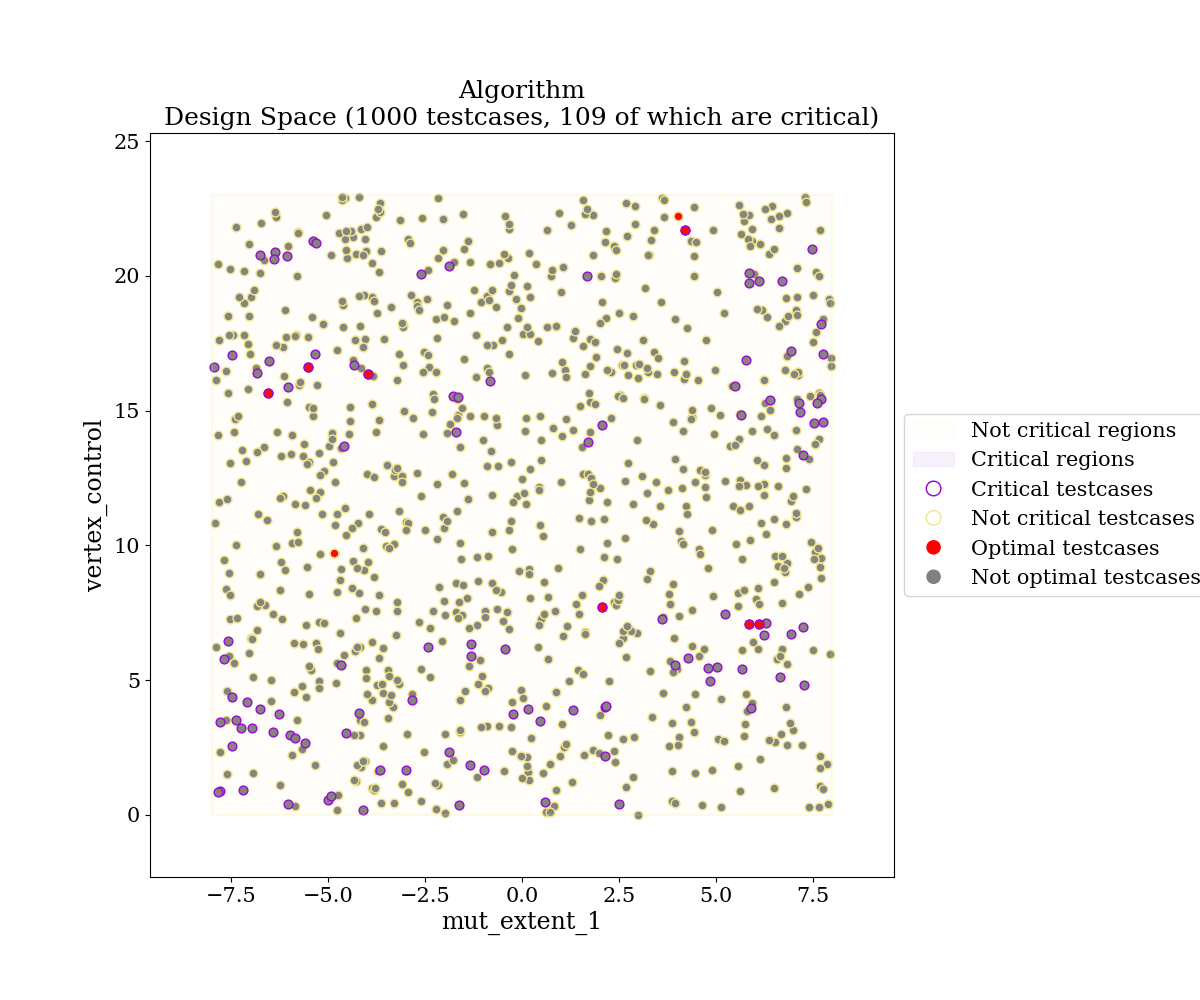 Algorithm
Design Space (1000 testcases, 109 of which are critical)
25
20
15
10
5
0
vertex_control
−7.5
−5.0
−2.5
0.0
2.5
5.0
7.5
mut_extent_1
Not critical regions
Critical regions
Critical testcases
Not critical testcases
Optimal testcases
Not optimal testcases